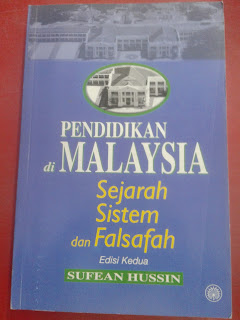 PENDIDIKAN
di MALAYSIA
Sejarah
Sistem
dan Falsafah
Edisi Kedua
SUFEAN HUSSIN